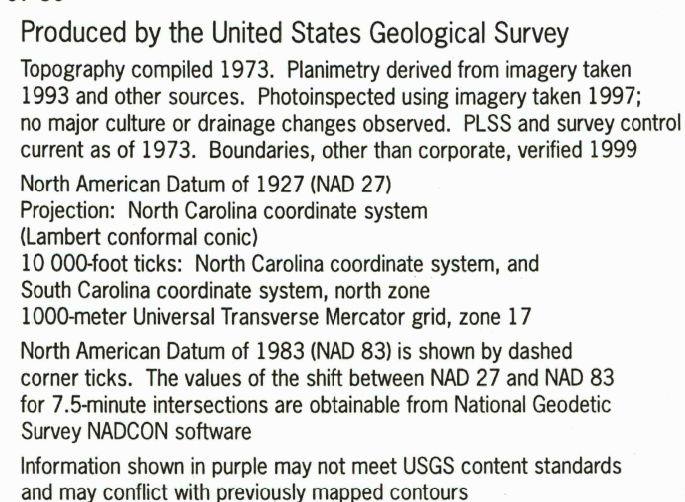 Produced by the United States Geological Survey
Topography compiled 1973. Planimetry derived from imagery taken
1993 and other sources. Photoinspected using imagery taken 1997;
no major culture or drainage changes observed. PLSS and survey control
current as of 1973. Boundaries, other than corporate, verified 1999
North American Datum of 1927 (NAD 27)
Projection: North Carolina coordinate system
(Lambert conformal conic)
10 000-foot ticks: North Carolina coordinate system, and
South Carolina coordinate system, north zone
1000-meter Universal Transverse Mercator grid, zone 17
North American Datum of 1983 (NAD 83) is shown by dashed
corner ticks. The values of the shift between NAD 27 and NAD 83
for 7.5-minute intersections are obtainable from National Geodetic
Survey NADCON software
Information shown in purple may not meet USGS content standards
and may conflict with previously mapped contours